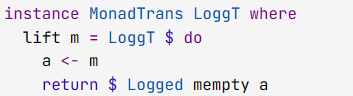 instance MonadTrans LoggT where
  lift m = LoggT $ do
    a <- m
    return $ Logged mempty a